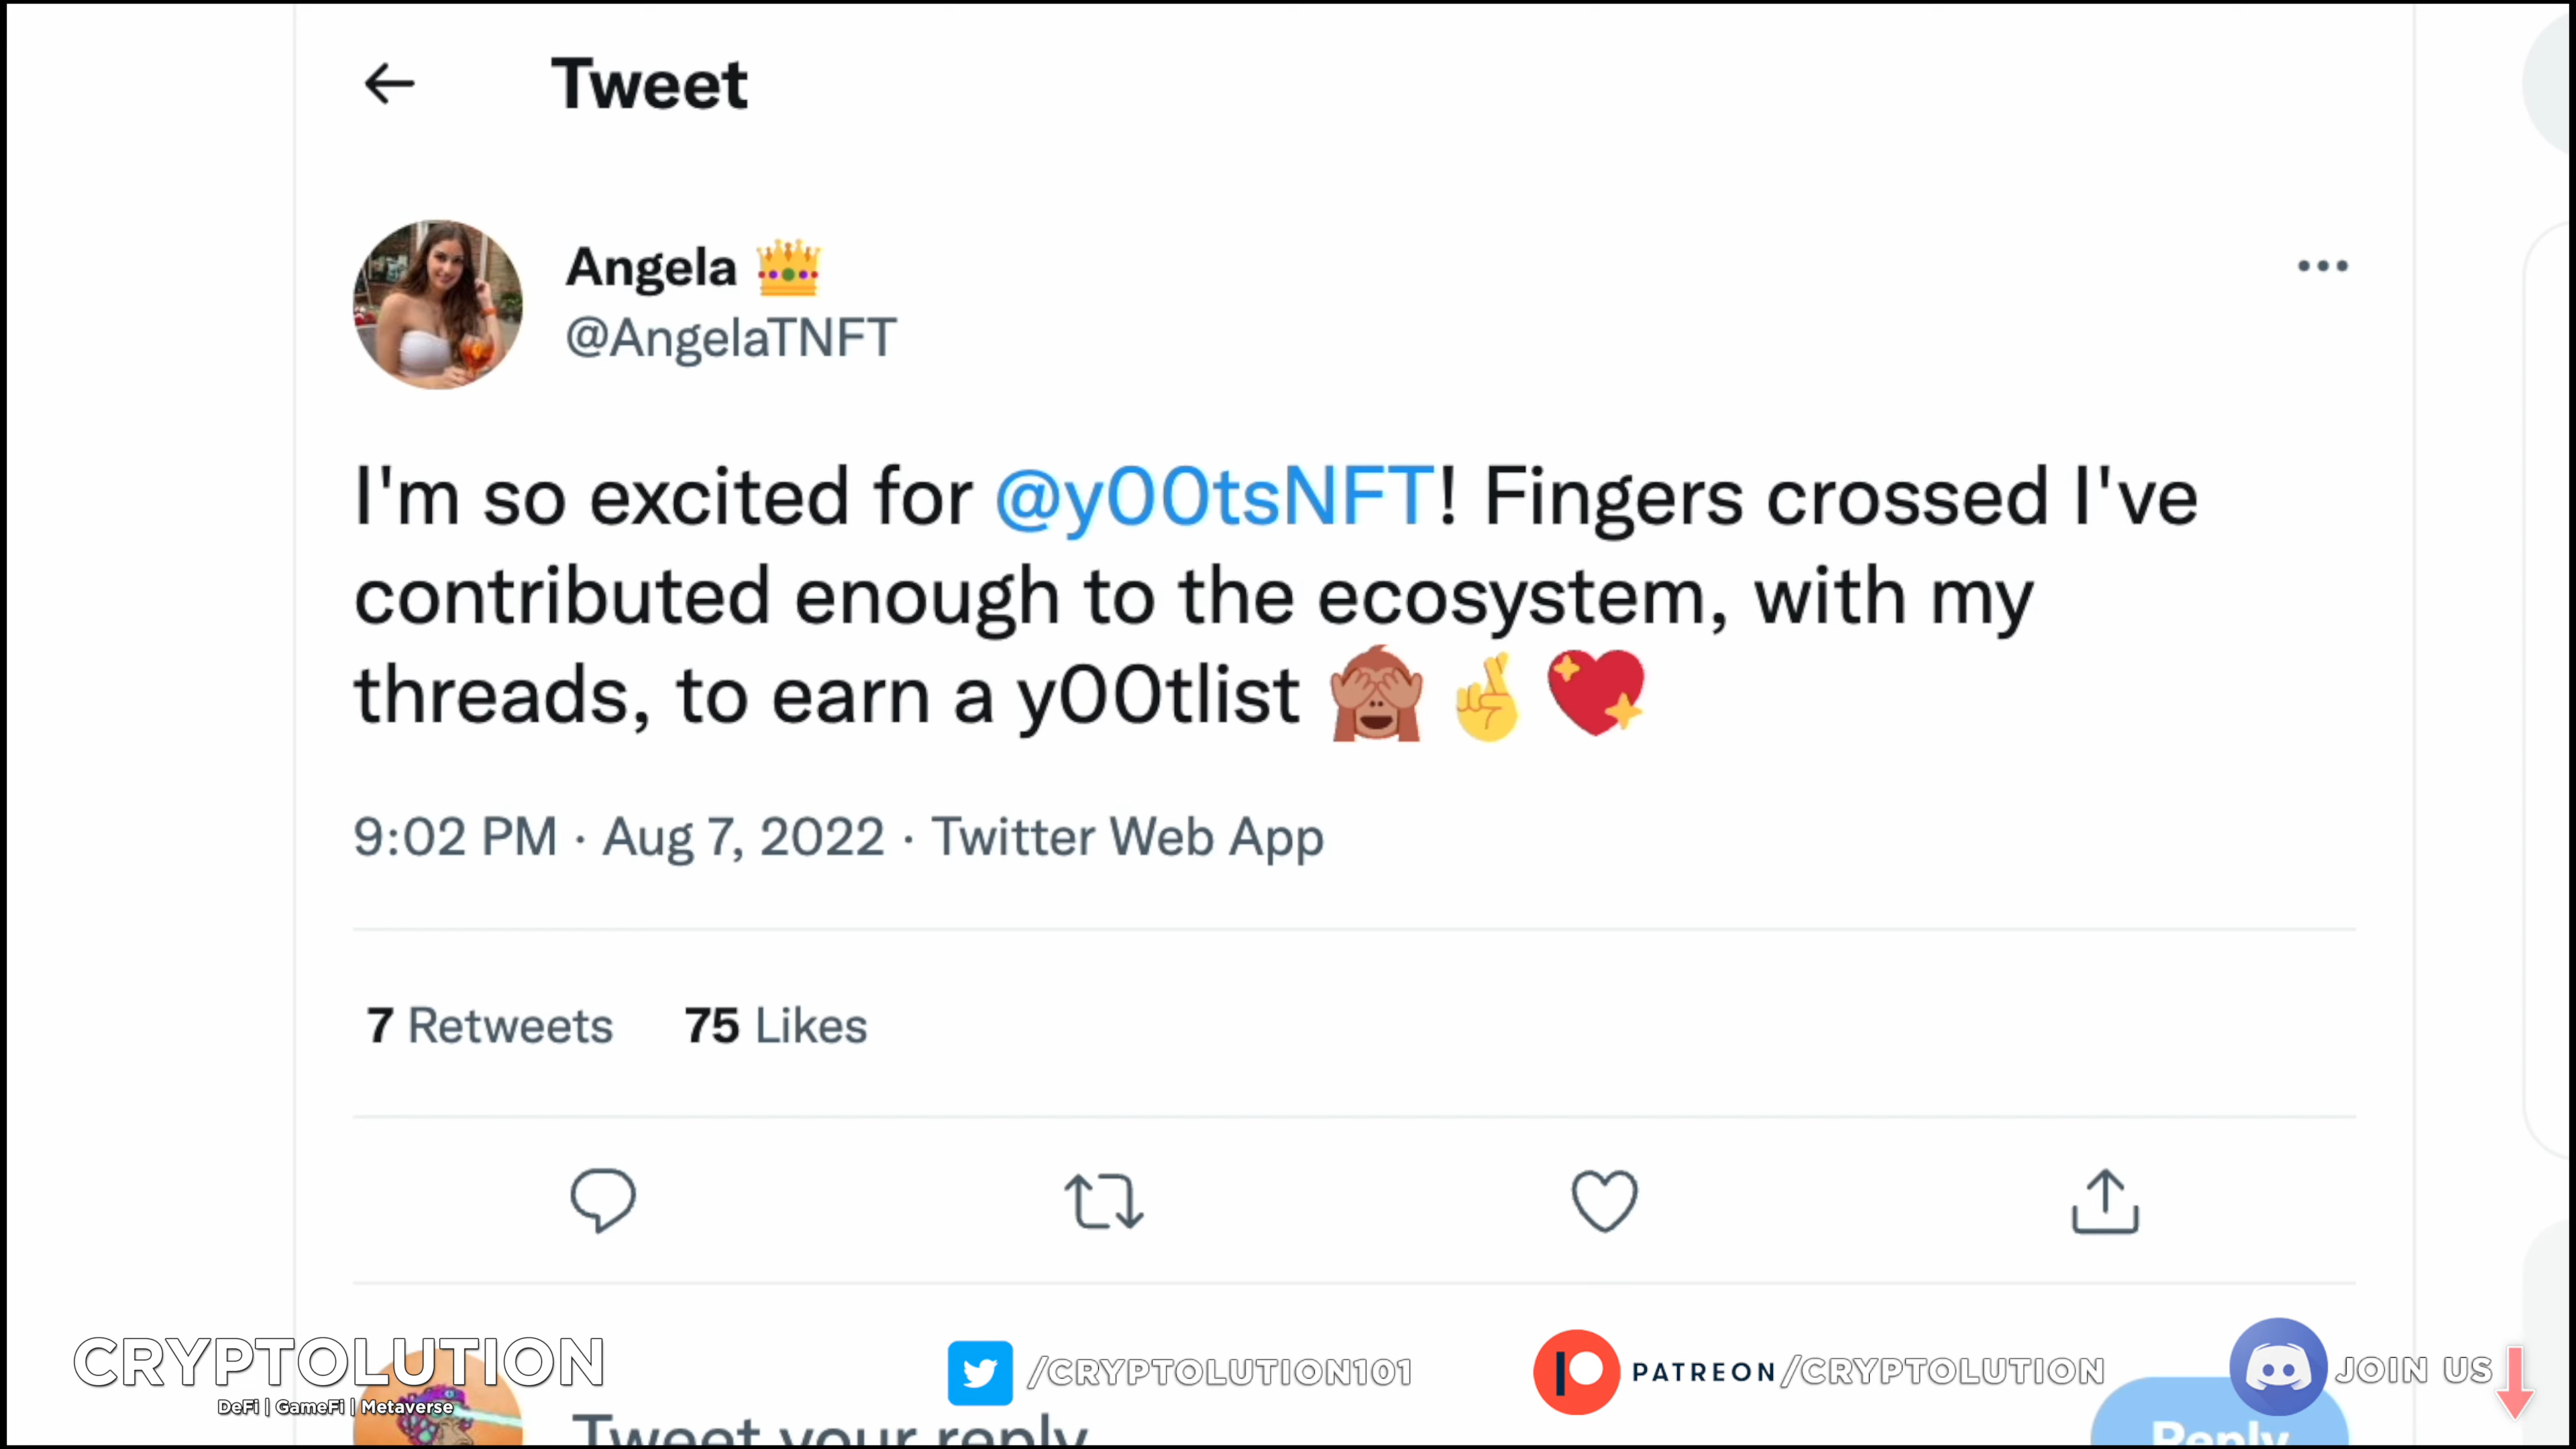 Tweet
Angela 👑
@AngelaTNFT
I'm so excited for @y00tsNFT! Fingers crossed I've
contributed enough to the ecosystem, with my
threads, to earn a y00tlist 🙈 🤞 💖
9:02 PM · Aug 7, 2022 · Twitter Web App
7 Retweets 75 Likes
CRYPTOLUTION
DeFi | GameFi | Metaverse
/CRYPTOLUTION101
PATREON/CRYPTOLUTION
JOIN US
Tweet your reply
Reply